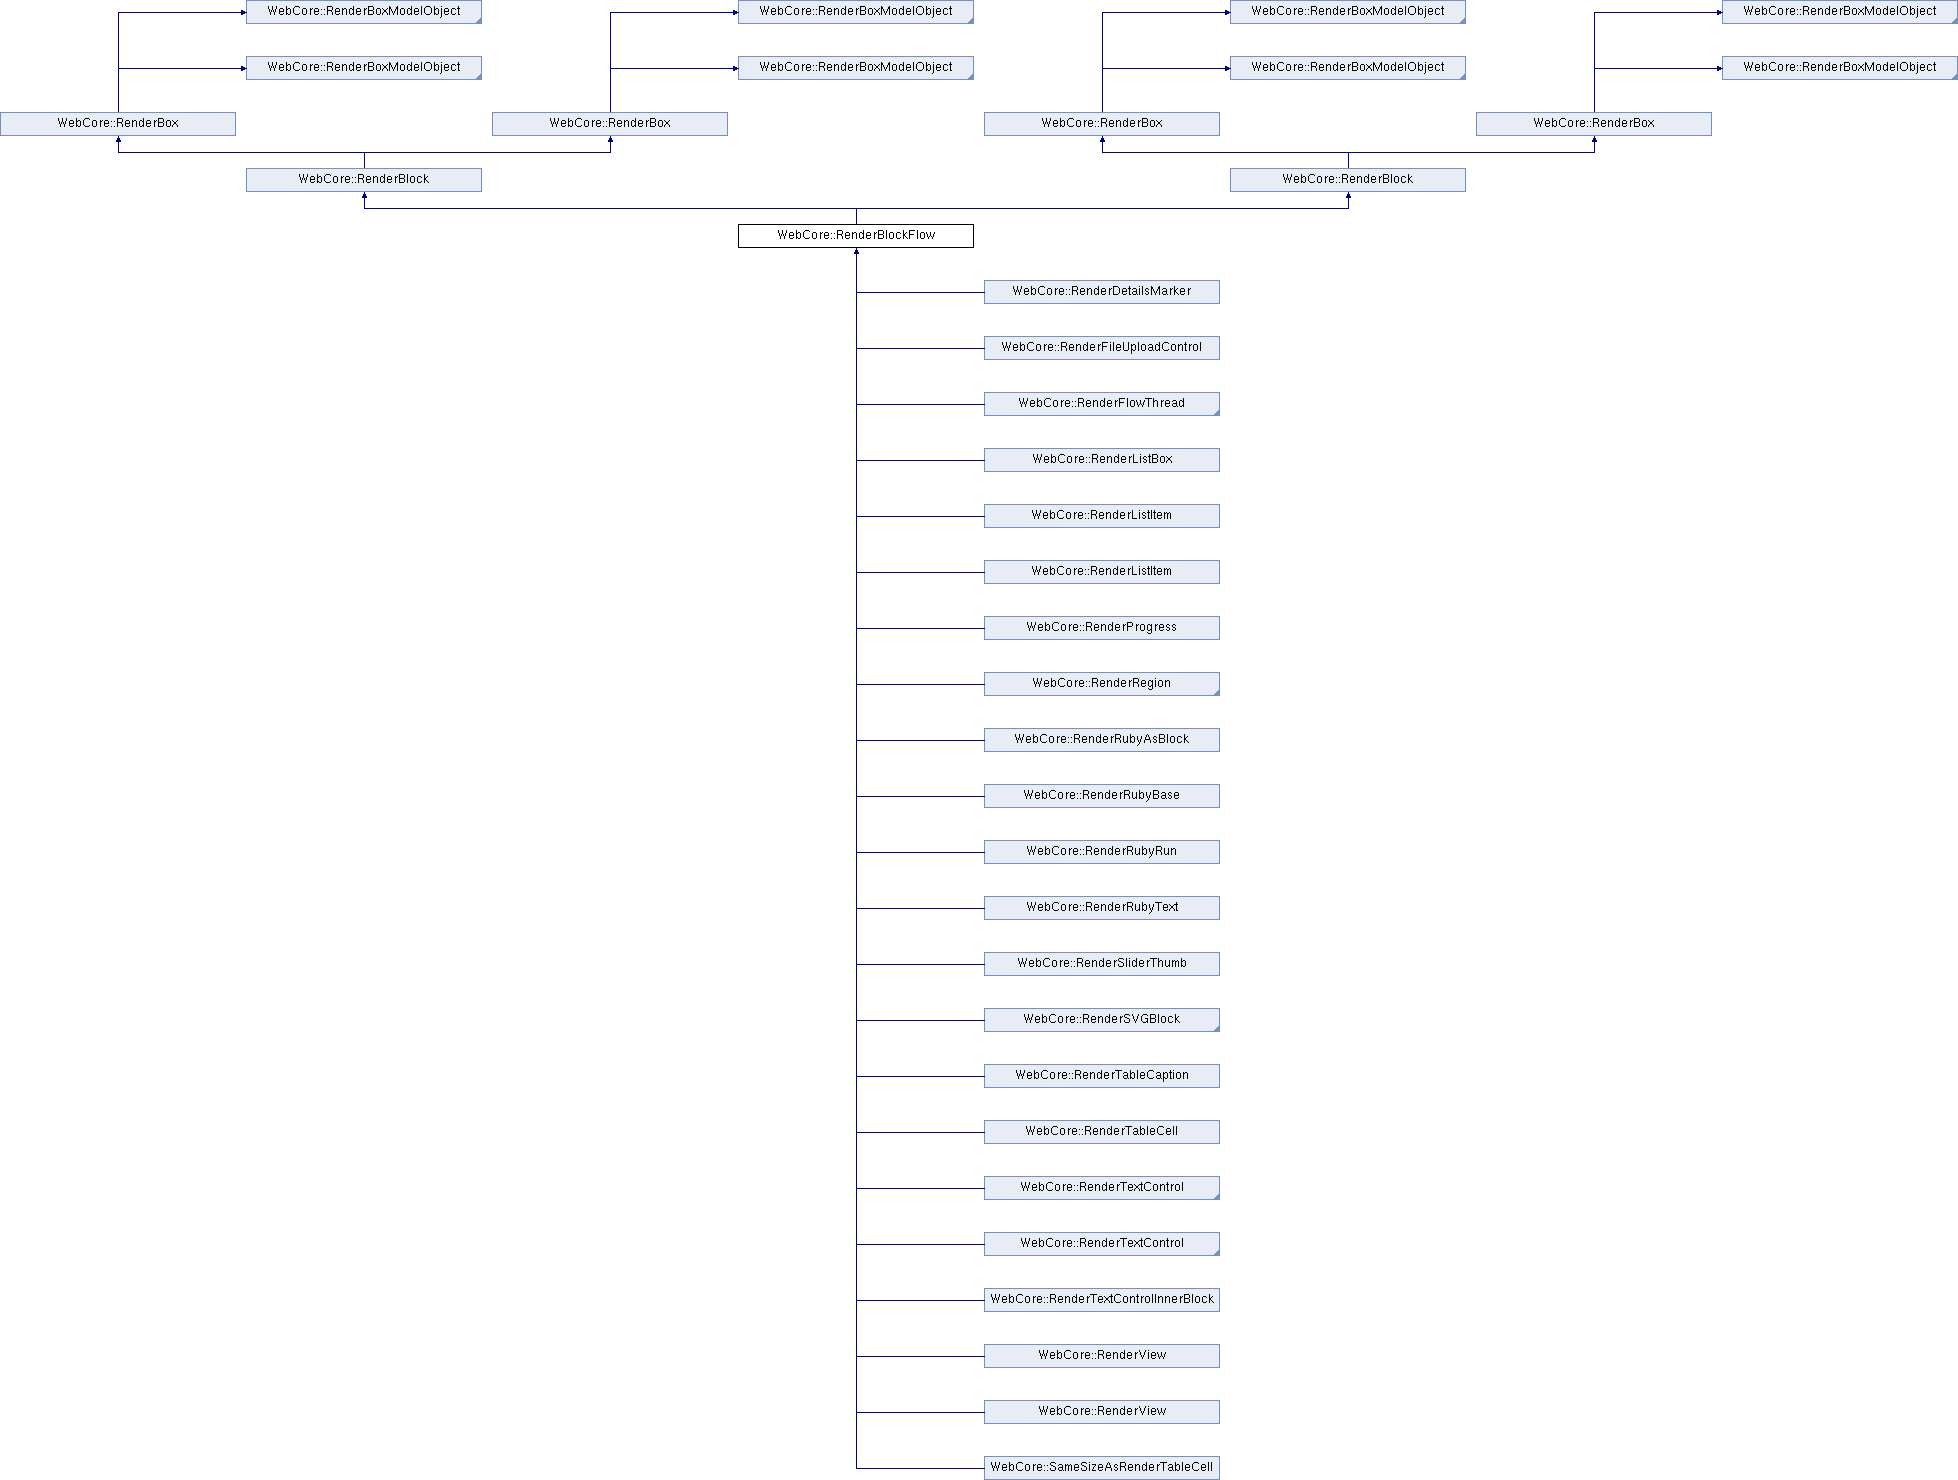 WebCore::RenderBoxModelObject
WebCore::RenderBoxModelObject
WebCore::RenderBoxModelObject
WebCore::RenderBoxModelObject
WebCore::RenderBoxModelObject
WebCore::RenderBoxModelObject
WebCore::RenderBoxModelObject
WebCore::RenderBoxModelObject
WebCore::RenderBox
WebCore::RenderBox
WebCore::RenderBox
WebCore::RenderBox
WebCore::RenderBlock
WebCore::RenderBlock
WebCore::RenderBlockFlow
WebCore::RenderDetailsMarker
WebCore::RenderFileUploadControl
WebCore::RenderFlowThread
WebCore::RenderListBox
WebCore::RenderListItem
WebCore::RenderListItem
WebCore::RenderProgress
WebCore::RenderRegion
WebCore::RenderRubyAsBlock
WebCore::RenderRubyBase
WebCore::RenderRubyRun
WebCore::RenderRubyText
WebCore::RenderSliderThumb
WebCore::RenderSVGBlock
WebCore::RenderTableCaption
WebCore::RenderTableCell
WebCore::RenderTextControl
WebCore::RenderTextControl
WebCore::RenderTextControlInnerBlock
WebCore::RenderView
WebCore::RenderView
WebCore::SameSizeAsRenderTableCell